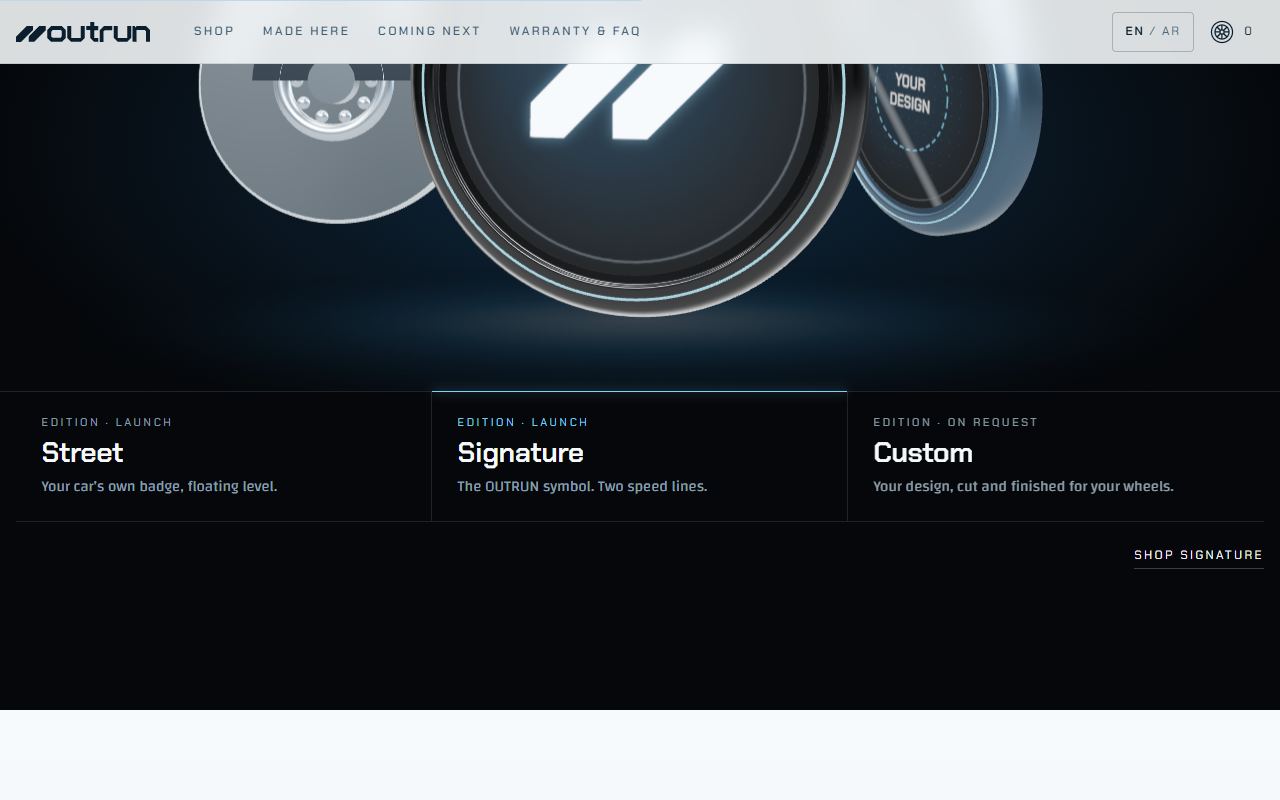 outrun
SHOP
MADE HERE
COMING NEXT
WARRANTY & FAQ
EN / AR
0
YOUR
DESIGN
EDITION · LAUNCH
Street
Your car's own badge, floating level.
EDITION · LAUNCH
Signature
The OUTRUN symbol. Two speed lines.
EDITION · ON REQUEST
Custom
Your design, cut and finished for your wheels.
SHOP SIGNATURE